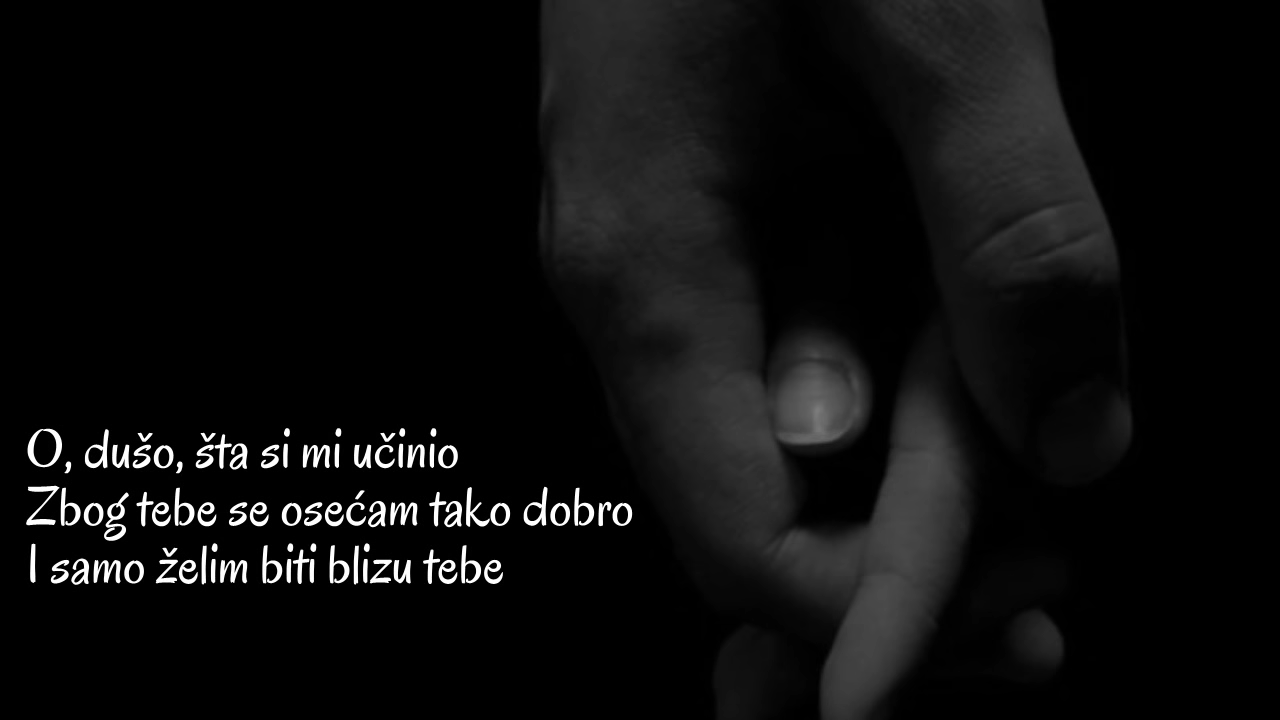 O, dušo, šta si mi učinio
Zbog tebe se osećam tako dobro
I samo želim biti blizu tebe